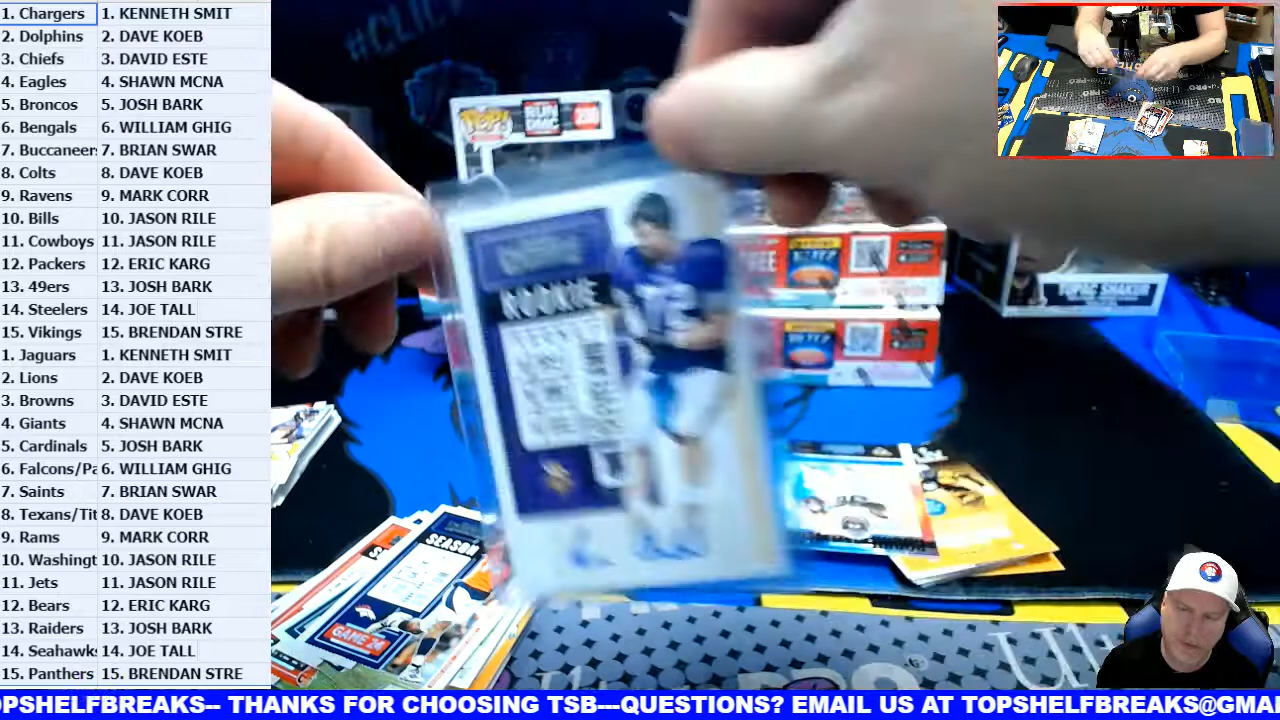 1. Chargers 1. KENNETH SMIT
2. Dolphins 2. DAVE KOEB
3. Chiefs 3. DAVID ESTE
4. Eagles 4. SHAWN MCNA
5. Broncos 5. JOSH BARK
6. Bengals 6. WILLIAM GHIG
7. Buccaneer 7. BRIAN SWAR
8. Colts 8. DAVE KOEB
9. Ravens 9. MARK CORR
10. Bills 10. JASON RILE
11. Cowboys 11. JASON RILE
12. Packers 12. ERIC KARG
13. 49ers 13. JOSH BARK
14. Steelers 14. JOE TALL
15. Vikings 15. BRENDAN STRE
1. Jaguars 1. KENNETH SMIT
2. Lions 2. DAVE KOEB
3. Browns 3. DAVID ESTE
4. Giants 4. SHAWN MCNA
5. Cardinals 5. JOSH BARK
6. Falcons/Pa 6. WILLIAM GHIG
7. Saints 7. BRIAN SWAR
8. Texans/Tit 8. DAVE KOEB
9. Rams 9. MARK CORR
10. Washingt 10. JASON RILE
11. Jets 11. JASON RILE
12. Bears 12. ERIC KARG
13. Raiders 13. JOSH BARK
14. Seahawk 14. JOE TALL
15. Panthers 15. BRENDAN STRE
POP!
RUN
DMC
200
ROOKIE
TUPAC SHAKUR
SEASON
GAME 24
OPSHELFBREAKS-- THANKS FOR CHOOSING TSB---QUESTIONS? EMAIL US AT TOPSHELFBREAKS@GMA